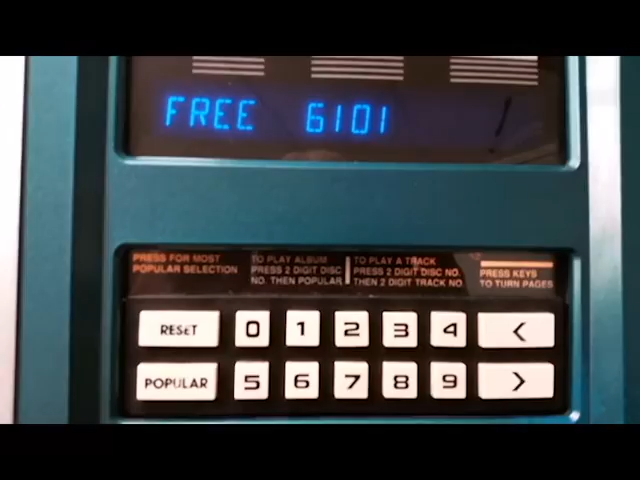 FREE 6101
PRESS FOR MOST
POPULAR SELECTION
TO PLAY ALBUM
PRESS 2 DIGIT DISC
NO. THEN POPULAR
TO PLAY A TRACK
PRESS 2 DIGIT DISC NO.
THEN 2 DIGIT TRACK NO
PRESS KEYS
TO TURN PAGES
RESET 0 1 2 3 4 <
POPULAR 5 6 7 8 9 >